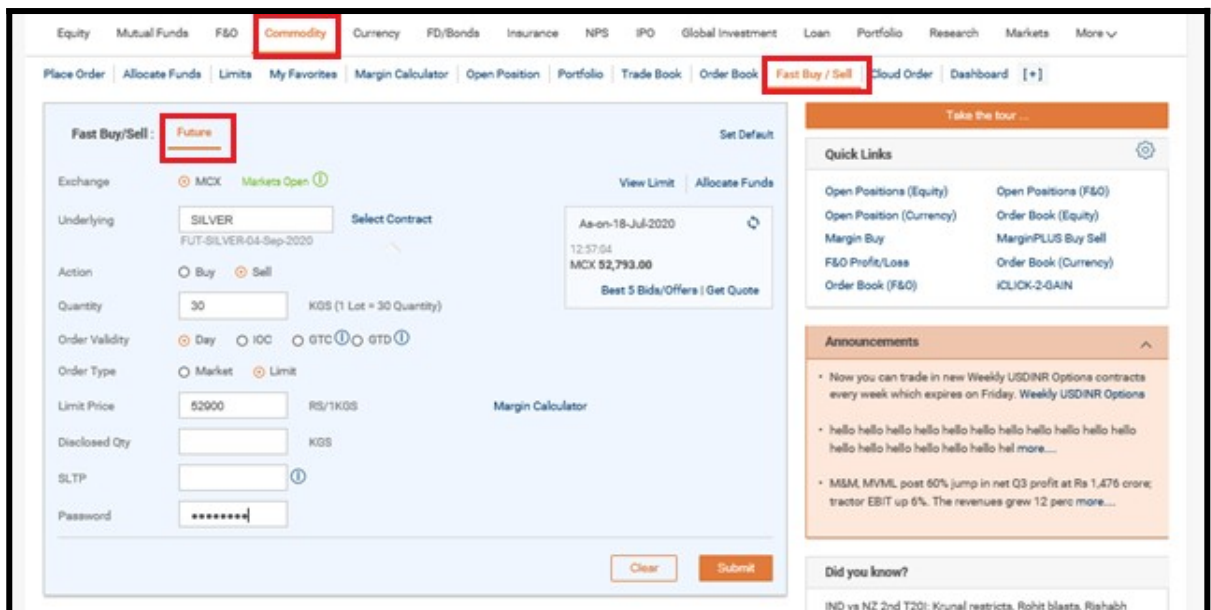 Equity Mutual Funds F&O Commodity Currency FD/Bonds Insurance NPS IPO Global Investment Loan Portfolio Research Markets More
Place Order Allocate Funds Limits My Favorites Margin Calculator Open Position Portfolio Trade Book Order Book Fast Buy / Sell Cloud Order Dashboard [+]
Fast Buy/Sell : Future Set Default
Exchange MCX Markets Open View Limit Allocate Funds
Underlying SILVER Select Contract
FUT-SILVER-04-Sep-2020
As-on-18-Jul-2020
12:57:04
MCX 52,793.00
Best 5 Bids/Offers | Get Quote
Action Buy Sell
Quantity 30 KGS (1 Lot = 30 Quantity)
Order Validity Day IOC GTC GTD
Order Type Market Limit
Limit Price 52900 RS/1KGS Margin Calculator
Disclosed Qty KGS
SLTP
Password ********
Clear Submit
Take the tour ...
Quick Links
Open Positions (Equity) Open Positions (F&O)
Open Position (Currency) Order Book (Equity)
Margin Buy MarginPLUS Buy Sell
F&O Profit/Loss Order Book (Currency)
Order Book (F&O) iCLICK-2-GAIN
Announcements
• Now you can trade in new Weekly USDINR Options contracts
every week which expires on Friday. Weekly USDINR Options
• hello hello hello hello hello hello hello hello hello hello hello
hello hello hello hello hello hello hel more....
• M&M, MVML post 60% jump in net Q3 profit at Rs 1,476 crore;
tractor EBIT up 6%. The revenues grew 12 perc more....
Did you know?
IND vs NZ 2nd T20I: Krunal restricts, Rohit blasts, Rishabh